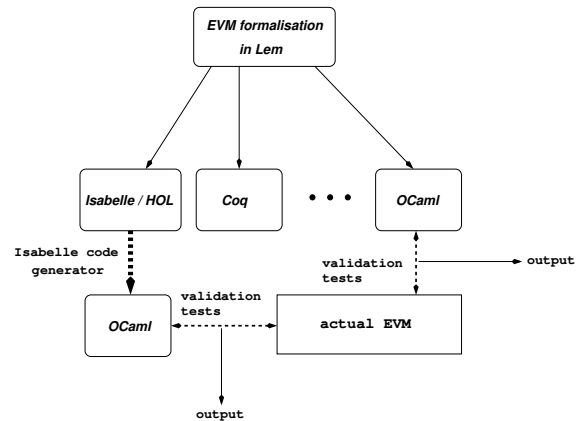 EVM formalisation
in Lem
Isabelle / HOL
Coq
• • •
OCaml
Isabelle code
generator
validation
tests
output
OCaml
validation
tests
actual EVM
output